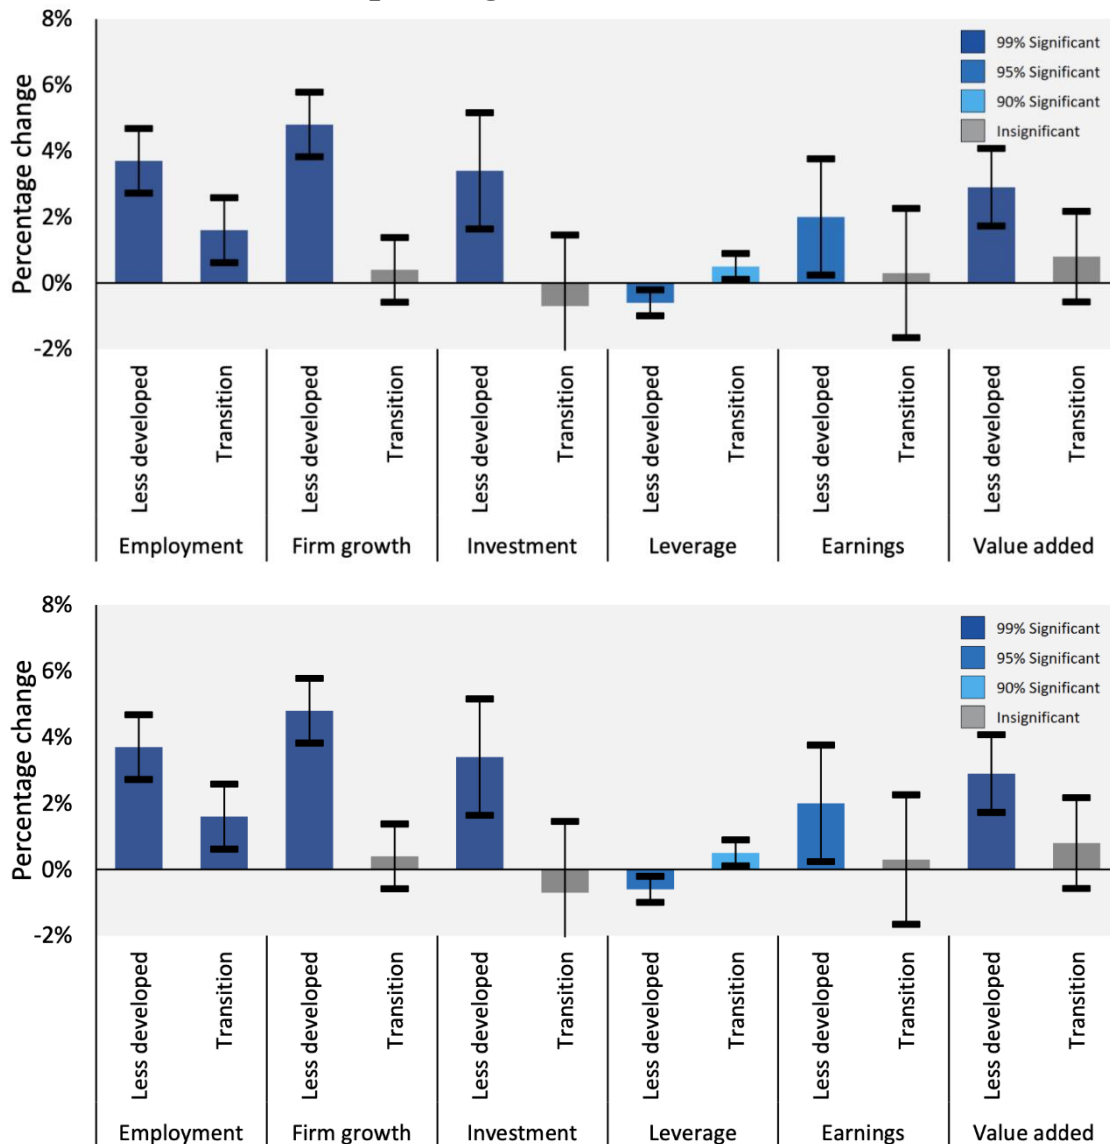 8%
99% Significant
95% Significant
90% Significant
Insignificant
6%
4%
2%
0%
-2%
Percentage change
Less developed
Transition
Less developed
Transition
Less developed
Transition
Less developed
Transition
Less developed
Transition
Less developed
Transition
Employment
Firm growth
Investment
Leverage
Earnings
Value added
8%
99% Significant
95% Significant
90% Significant
Insignificant
6%
4%
2%
0%
-2%
Percentage change
Less developed
Transition
Less developed
Transition
Less developed
Transition
Less developed
Transition
Less developed
Transition
Less developed
Transition
Employment
Firm growth
Investment
Leverage
Earnings
Value added